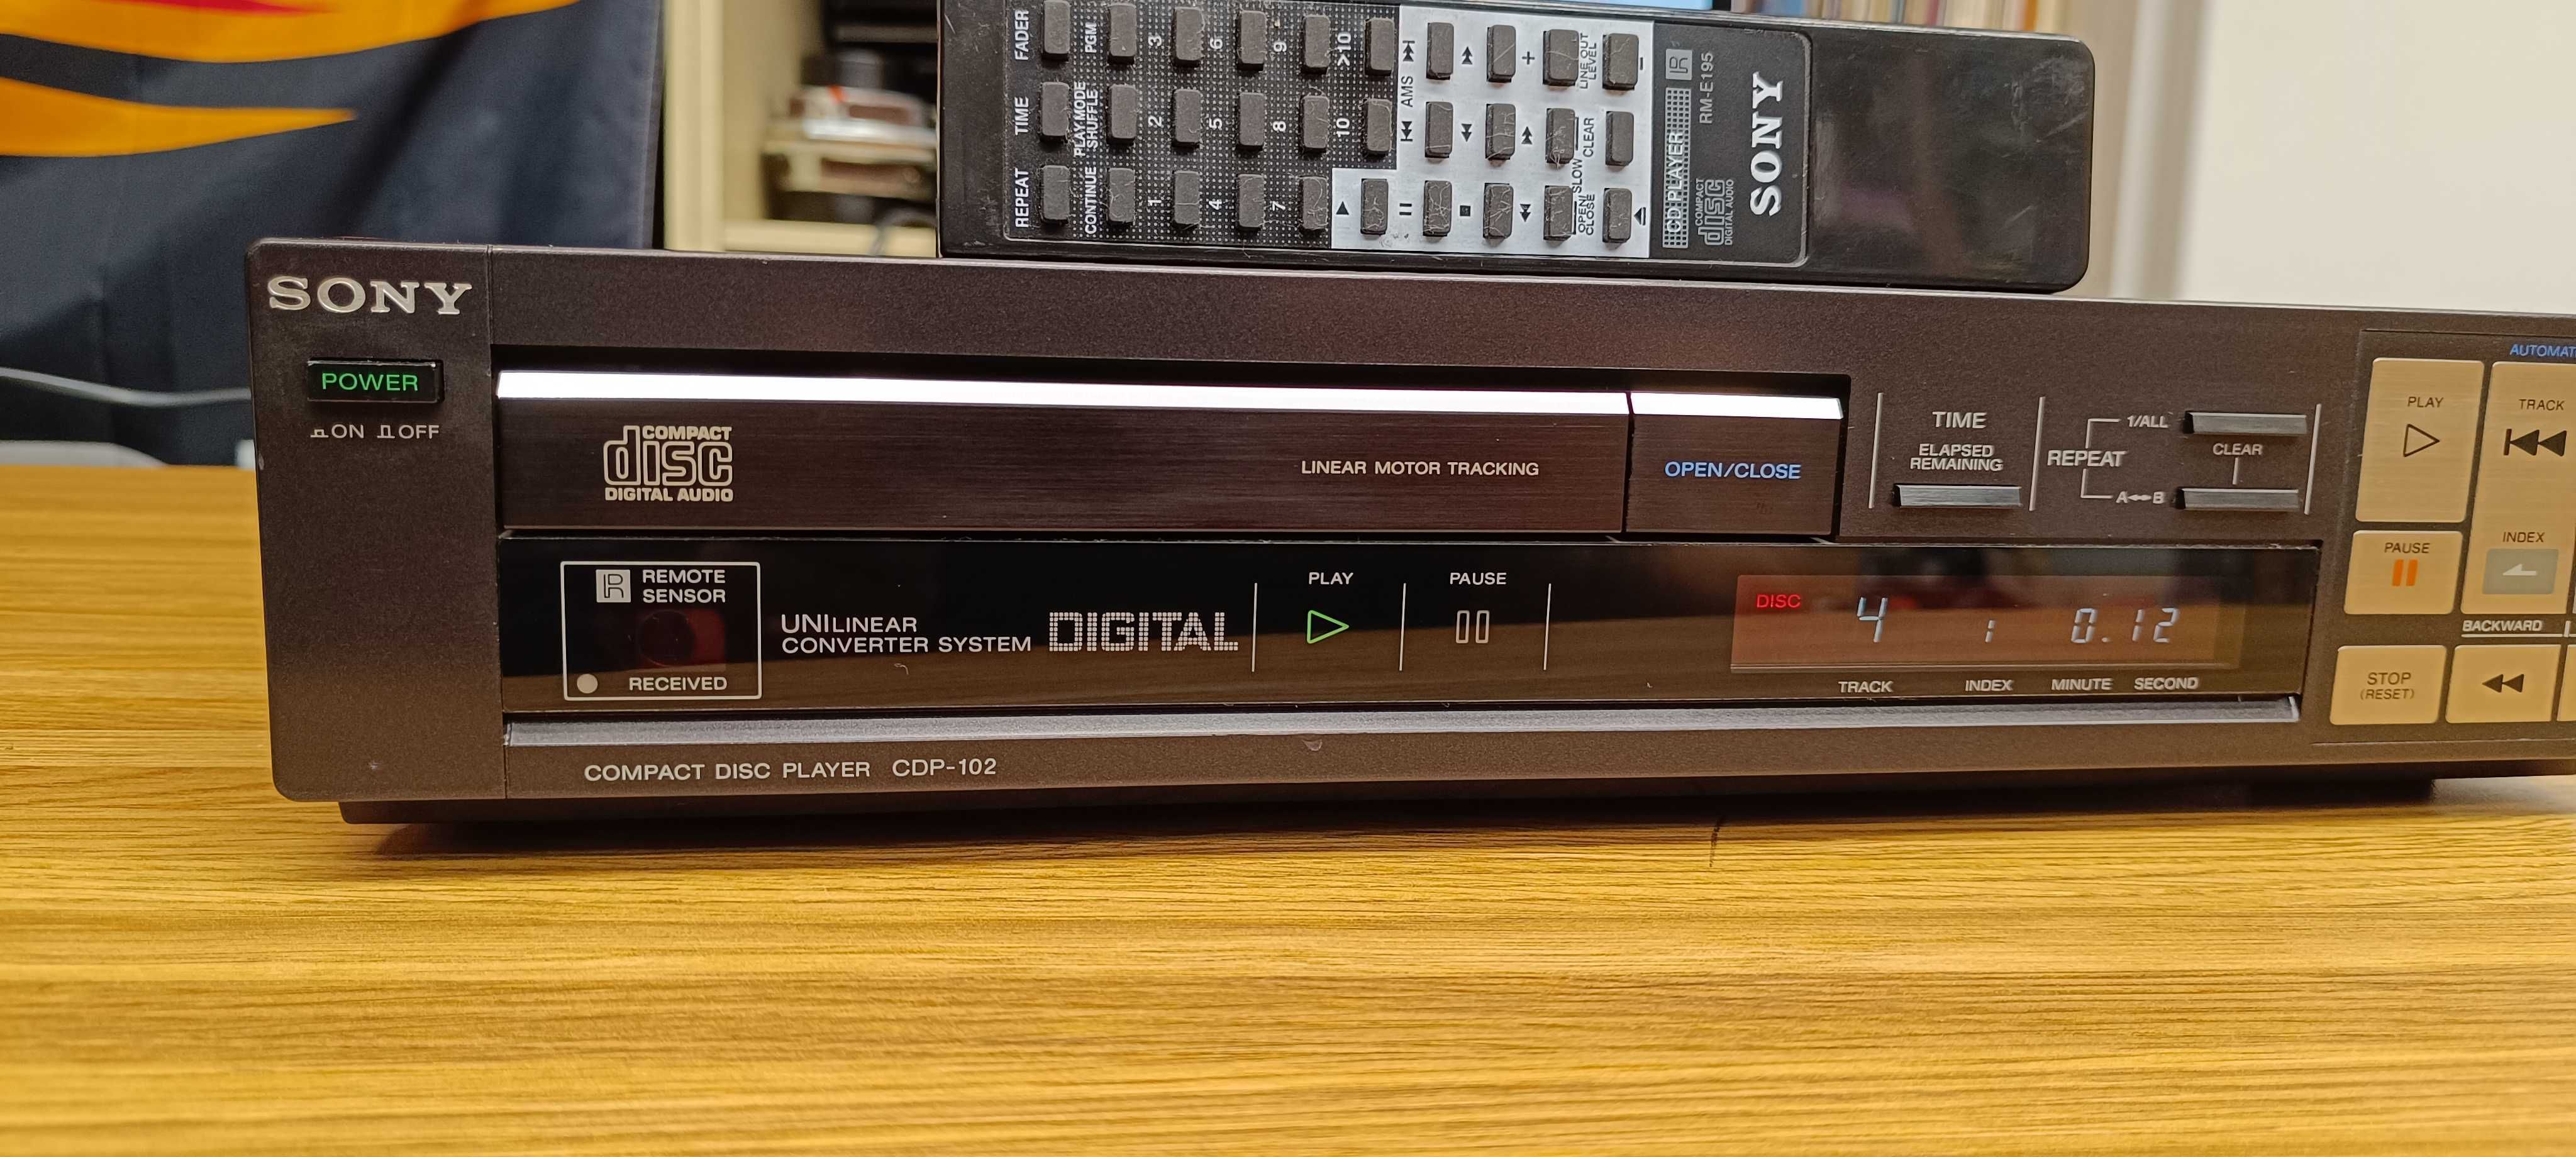 FADER
TIME
REPEAT
PGM
PLAY MODE
SHUFFLE
CONTINUE
3
2
1
6
5
4
9
8
7
>10
10
AMS
+
-
LINE OUT
LEVEL
CLEAR
SLOW
OPEN/
CLOSE
CD PLAYER
COMPACT
disc
DIGITAL AUDIO
RM-E195
SONY
SONY
POWER
ON OFF
COMPACT
disc
DIGITAL AUDIO
LINEAR MOTOR TRACKING
OPEN/CLOSE
TIME
ELAPSED
REMAINING
REPEAT
1/ALL
CLEAR
A↔B
AUTOMAT
PLAY
TRACK
PAUSE
INDEX
BACKWARD
STOP
(RESET)
R REMOTE
SENSOR
RECEIVED
UNILINEAR
CONVERTER SYSTEM
DIGITAL
PLAY
PAUSE
DISC
4 1 0.12
TRACK INDEX MINUTE SECOND
COMPACT DISC PLAYER CDP-102